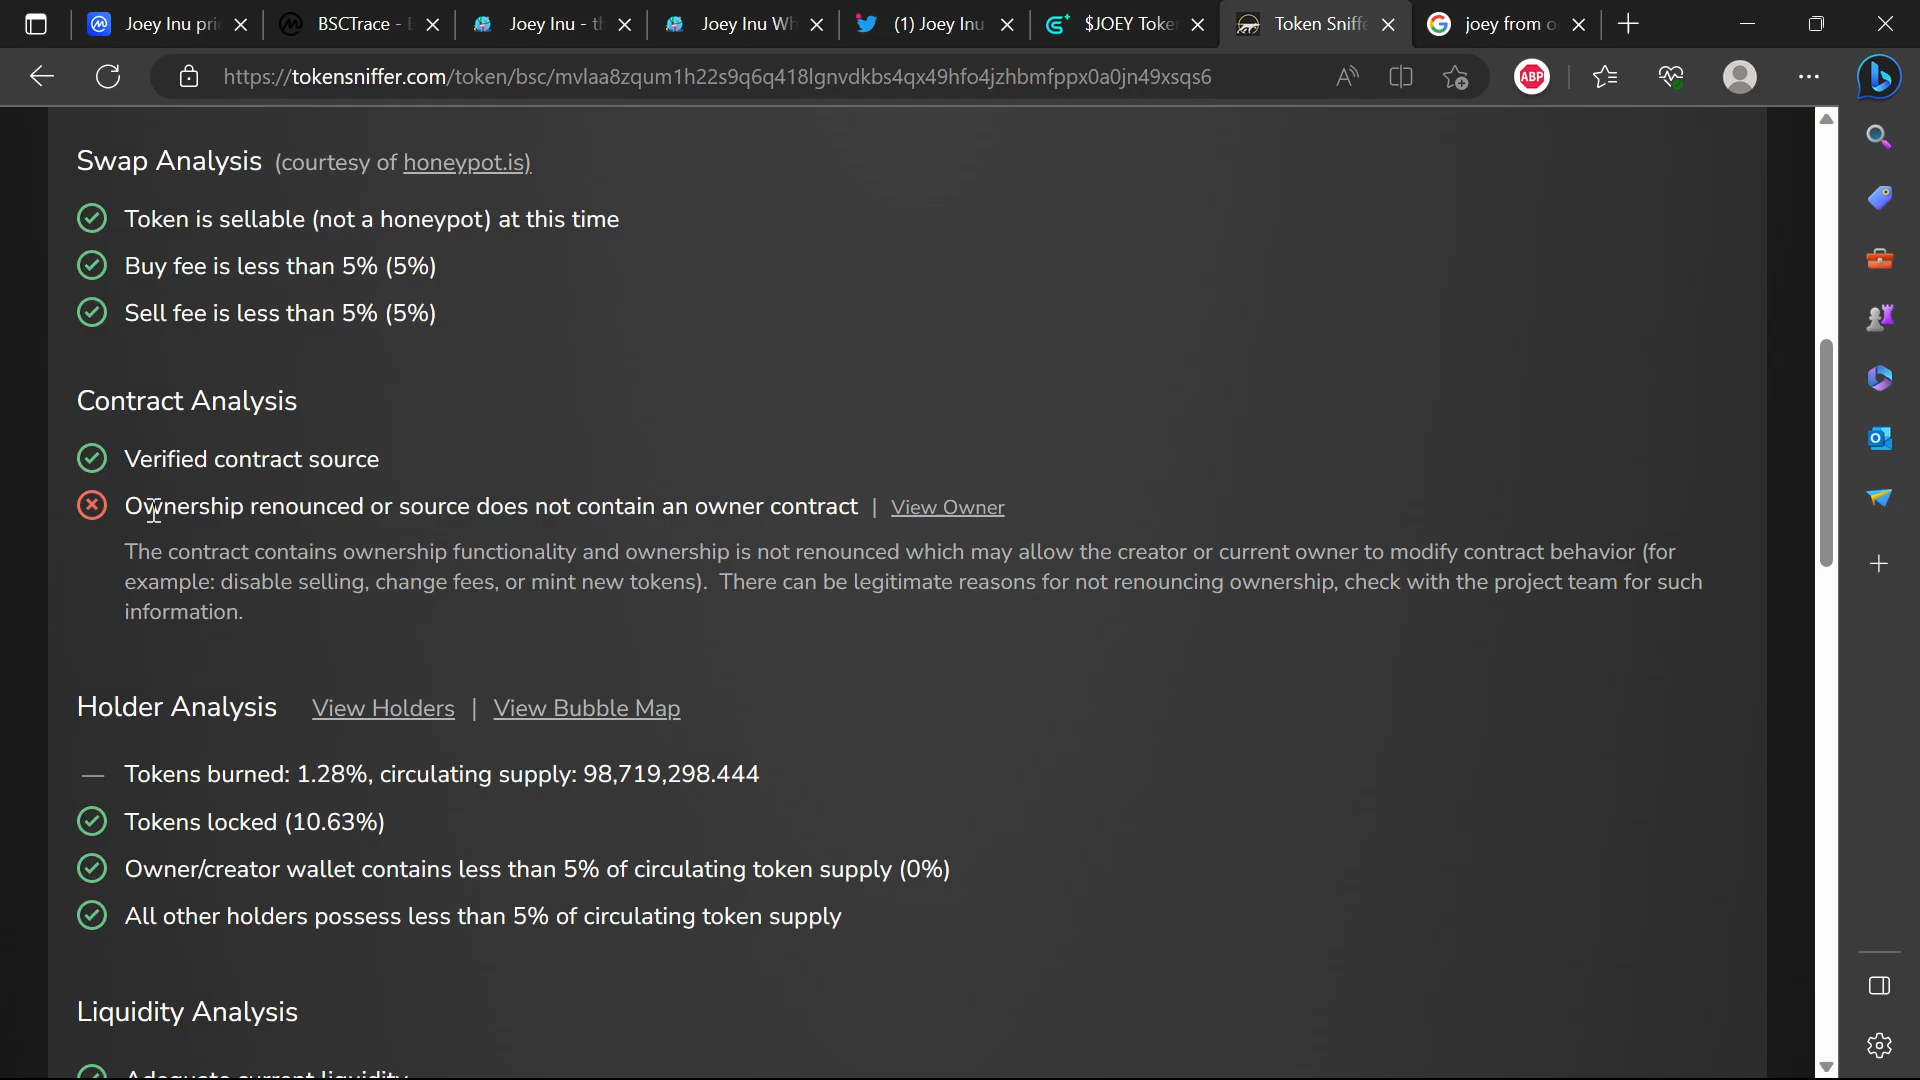 Joey Inu pri
BSCTrace - B
Joey Inu - th
Joey Inu Wh
(1) Joey Inu
$JOEY Toke
Token Sniffe
joey from o
https://tokensniffer.com/token/bsc/mvlaa8zqum1h22s9q6q418lgnvdkbs4qx49hfo4jzhbmfppx0a0jn49xsqs6
ABP
Swap Analysis (courtesy of honeypot.is)
Token is sellable (not a honeypot) at this time
Buy fee is less than 5% (5%)
Sell fee is less than 5% (5%)
Contract Analysis
Verified contract source
Ownership renounced or source does not contain an owner contract | View Owner
The contract contains ownership functionality and ownership is not renounced which may allow the creator or current owner to modify contract behavior (for
example: disable selling, change fees, or mint new tokens). There can be legitimate reasons for not renouncing ownership, check with the project team for such
information.
Holder Analysis View Holders | View Bubble Map
Tokens burned: 1.28%, circulating supply: 98,719,298.444
Tokens locked (10.63%)
Owner/creator wallet contains less than 5% of circulating token supply (0%)
All other holders possess less than 5% of circulating token supply
Liquidity Analysis
Adequate current liquidity